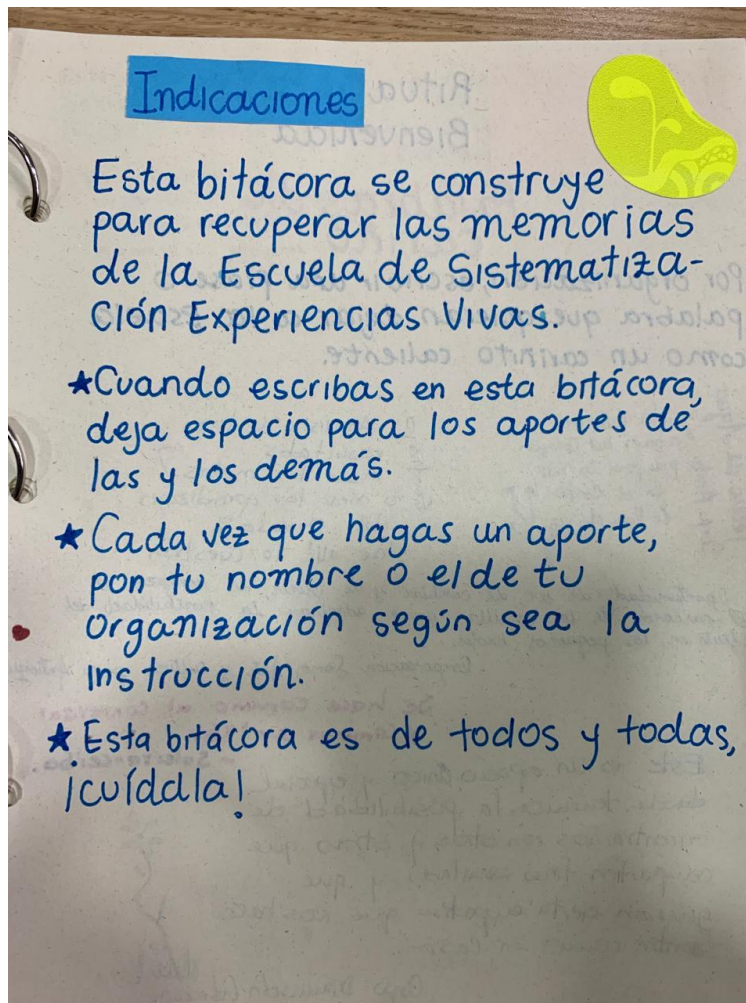 Indicaciones
Esta bitácora se construye
para recuperar las memorias
de la Escuela de Sistematiza-
ción Experiencias Vivas.
★Cuando escribas en esta bitácora,
deja espacio para los aportes de
las y los demás.
★Cada vez que hagas un aporte,
pon tu nombre o el de tu
organización según sea la
instrucción.
★Esta bitácora es de todos y todas,
¡cuídala!